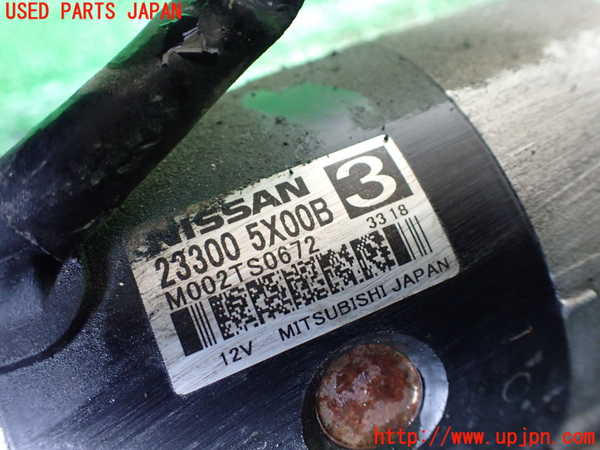 USED PARTS JAPAN
NISSAN 3
23300 5X00B
M002TS0672 3318
12V MITSUBISHI JAPAN
http://www.upjpn.com/